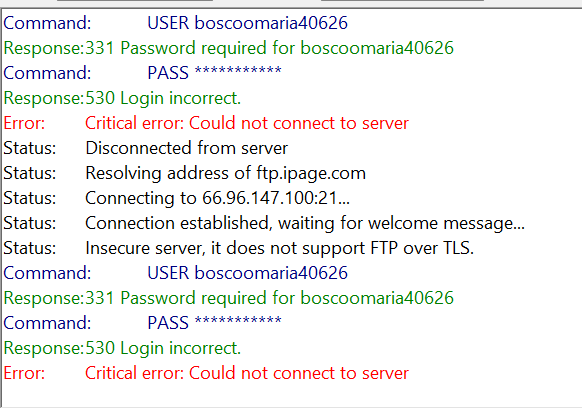 Command: USER boscoomaria40626
Response:331 Password required for boscoomaria40626
Command: PASS ***********
Response:530 Login incorrect.
Error: Critical error: Could not connect to server
Status: Disconnected from server
Status: Resolving address of ftp.ipage.com
Status: Connecting to 66.96.147.100:21...
Status: Connection established, waiting for welcome message...
Status: Insecure server, it does not support FTP over TLS.
Command: USER boscoomaria40626
Response:331 Password required for boscoomaria40626
Command: PASS ***********
Response:530 Login incorrect.
Error: Critical error: Could not connect to server